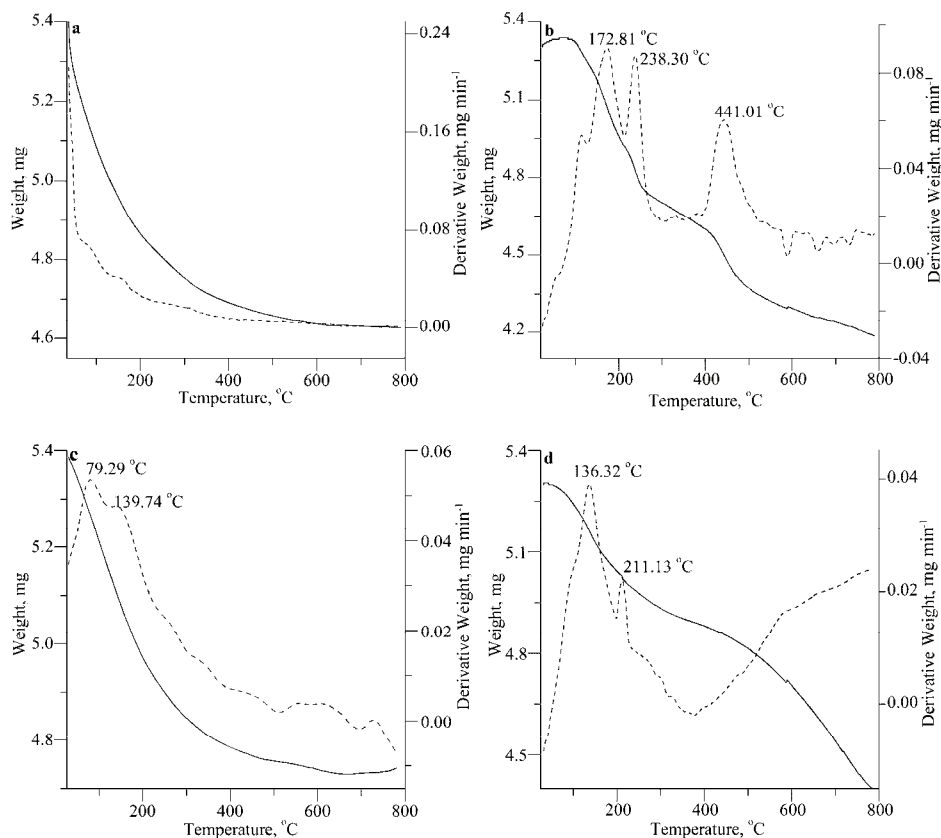 a
5.4
5.2
5.0
4.8
4.6
Weight, mg
0.24
0.16
0.08
0.00
Derivative Weight, mg min-1
200
400
600
800
Temperature, °C
b
172.81 °C
238.30 °C
441.01 °C
5.4
5.1
4.8
4.5
4.2
Weight, mg
0.08
0.04
0.00
-0.04
Derivative Weight, mg min-1
200
400
600
800
Temperature, °C
c
79.29 °C
139.74 °C
5.4
5.2
5.0
4.8
Weight, mg
0.06
0.04
0.02
0.00
Derivative Weight, mg min-1
200
400
600
800
Temperature, °C
d
136.32 °C
211.13 °C
5.4
5.1
4.8
4.5
Weight, mg
0.04
0.02
0.00
Derivative Weight, mg min-1
200
400
600
800
Temperature, °C